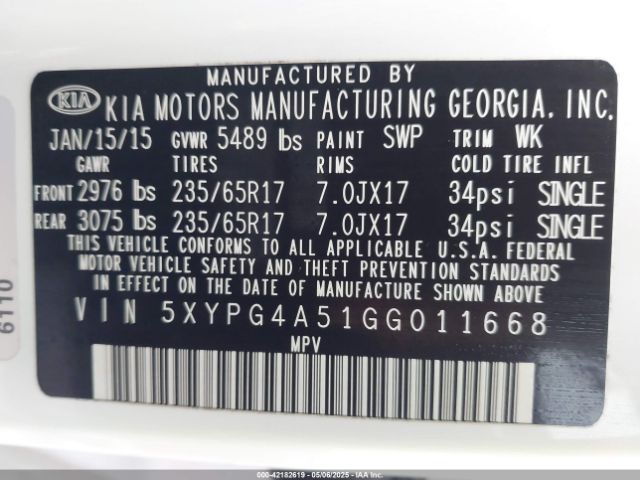 MANUFACTURED BY
KIA KIA MOTORS MANUFACTURING GEORGIA, INC.
JAN/15/15 GVWR 5489 lbs PAINT SWP TRIM WK
GAWR TIRES RIMS COLD TIRE INFL
FRONT 2976 lbs 235/65R17 7.0JX17 34psi SINGLE
REAR 3075 lbs 235/65R17 7.0JX17 34psi SINGLE
THIS VEHICLE CONFORMS TO ALL APPLICABLE U.S.A. FEDERAL
MOTOR VEHICLE SAFETY AND THEFT PREVENTION STANDARDS
IN EFFECT ON THE DATE OF MANUFACTURE SHOWN ABOVE.
VIN 5XYPG4A51GG011668
MPV
6110
000-42182619 - 05/06/2025 - IAAI.COM